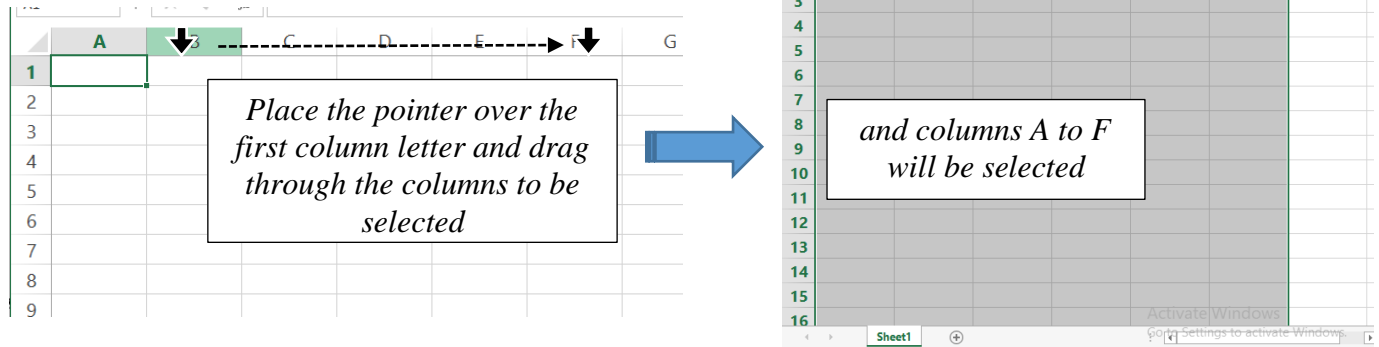 A B C D E F G
1
2
3
4
5
6
7
8
9
Place the pointer over the
first column letter and drag
through the columns to be
selected
3
4
5
6
7
8
9
10
11
12
13
14
15
16
and columns A to F
will be selected
Activate Windows
Go to Settings to activate Windows.
Sheet1